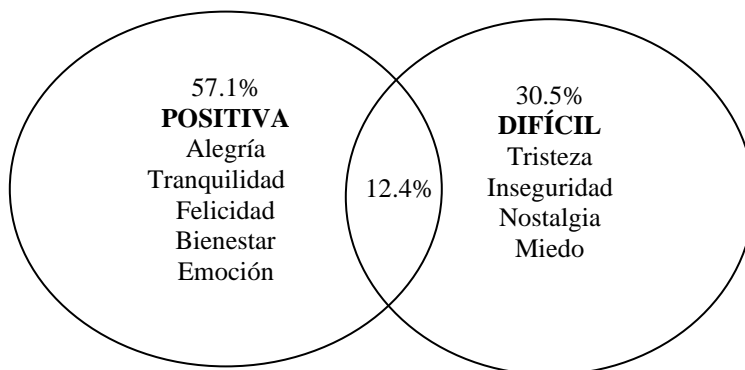 57.1%
POSITIVA
Alegría
Tranquilidad
Felicidad
Bienestar
Emoción
12.4%
30.5%
DIFÍCIL
Tristeza
Inseguridad
Nostalgia
Miedo